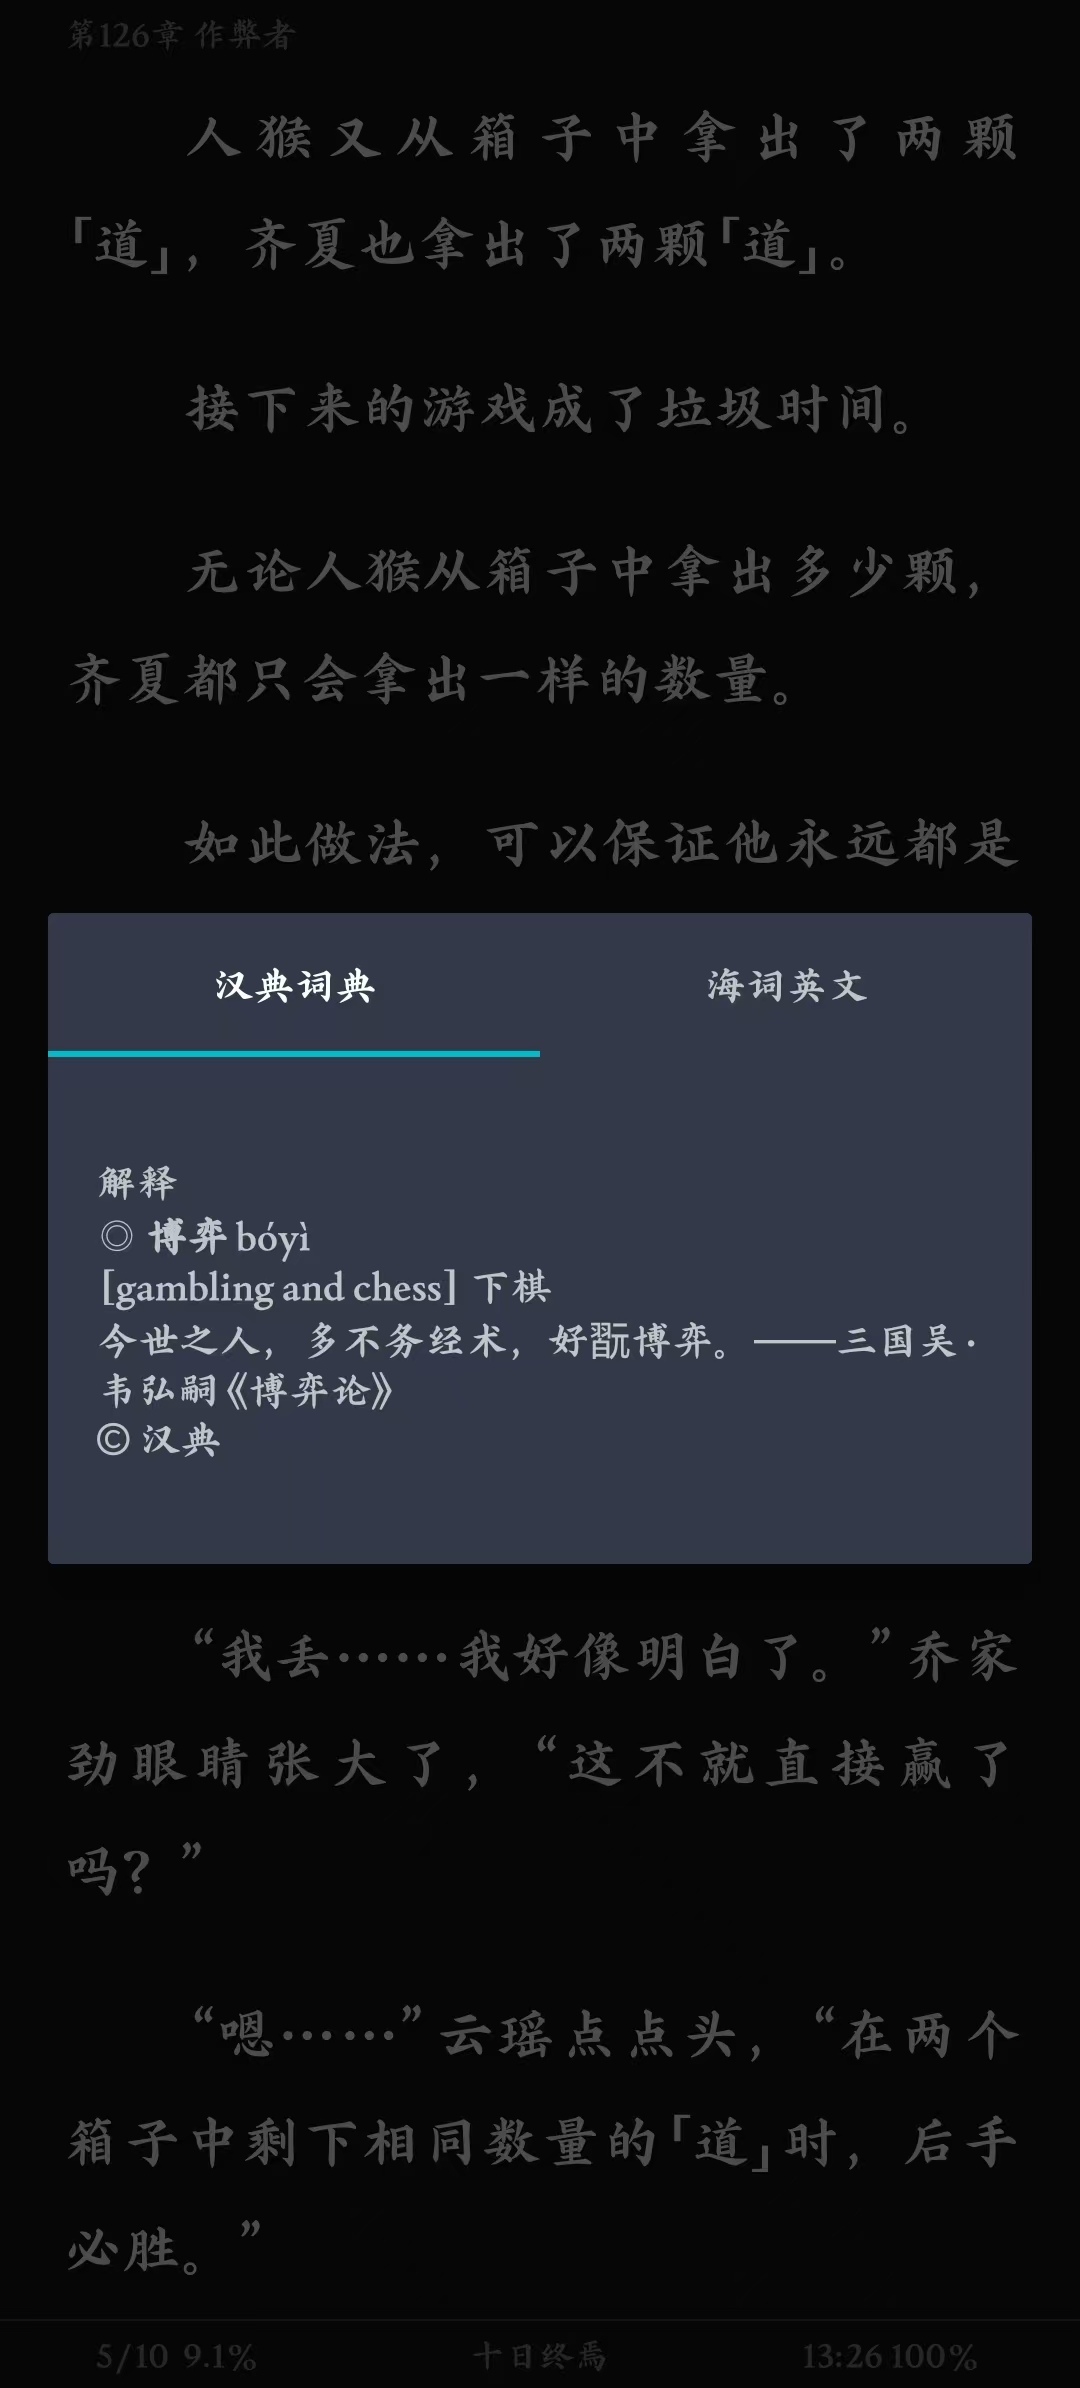 第126章 作弊者
人猴又从箱子中拿出了两颗
「道」，齐夏也拿出了两颗「道」。
接下来的游戏成了垃圾时间。
无论人猴从箱子中拿出多少颗，
齐夏都只会拿出一样的数量。
如此做法，可以保证他永远都是
汉典词典 海词英文
解释
◎ 博弈 bóyì
[gambling and chess] 下棋
今世之人，多不务经术，好翫博弈。——三国吴·
韦弘嗣《博弈论》
© 汉典
“我丢……我好像明白了。”乔家
劲眼睛张大了，“这不就直接赢了
吗？”
“嗯……”云瑶点点头，“在两个
箱子中剩下相同数量的「道」时，后手
必胜。”
5/10 9.1% 十日终焉 13:26 100%